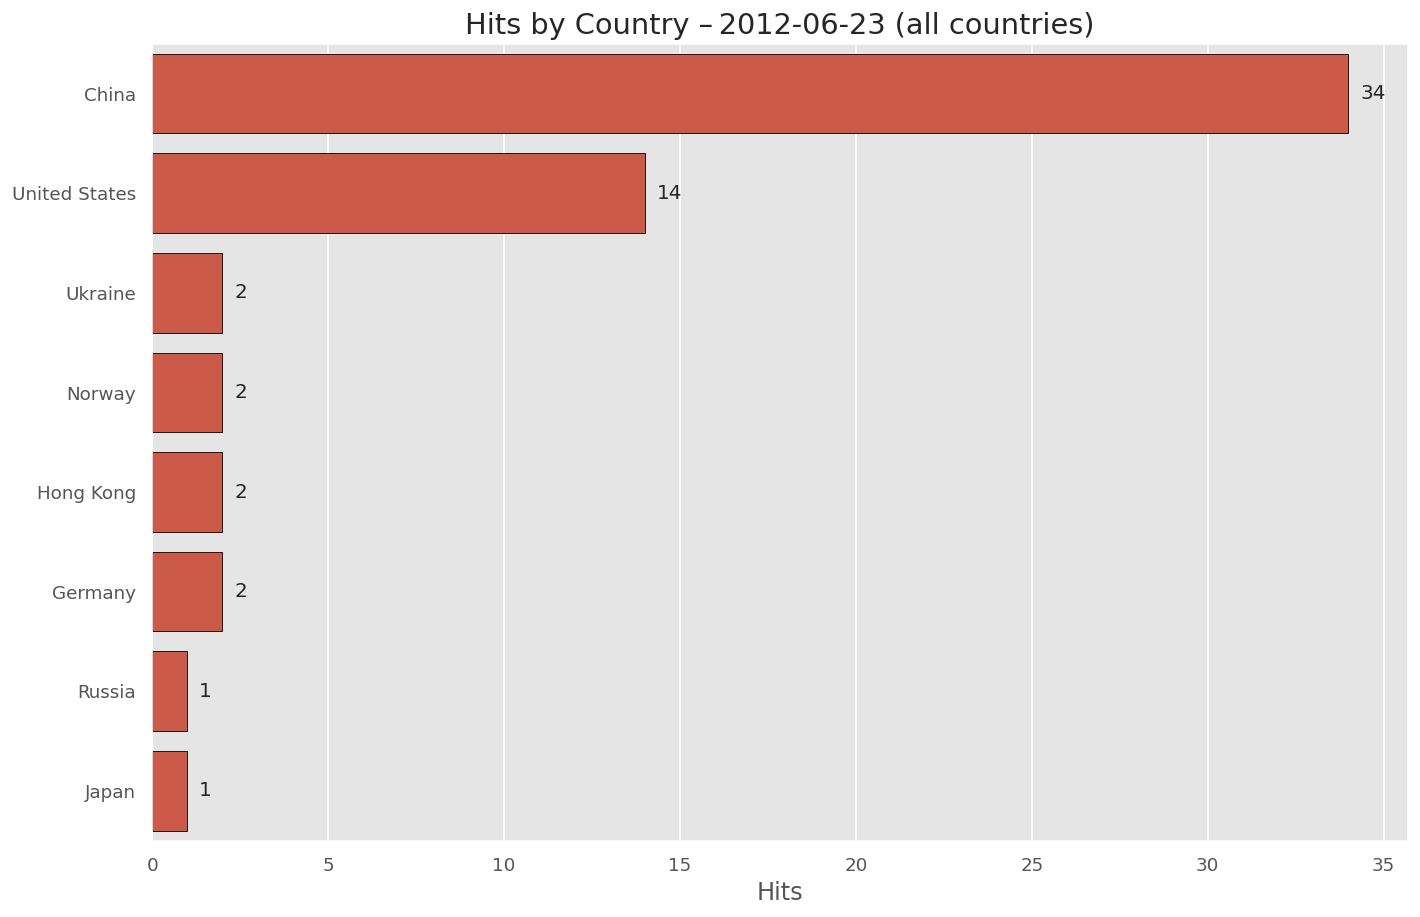 Hits by Country – 2012-06-23 (all countries)
China 34
United States 14
Ukraine 2
Norway 2
Hong Kong 2
Germany 2
Russia 1
Japan 1
0 5 10 15 20 25 30 35
Hits